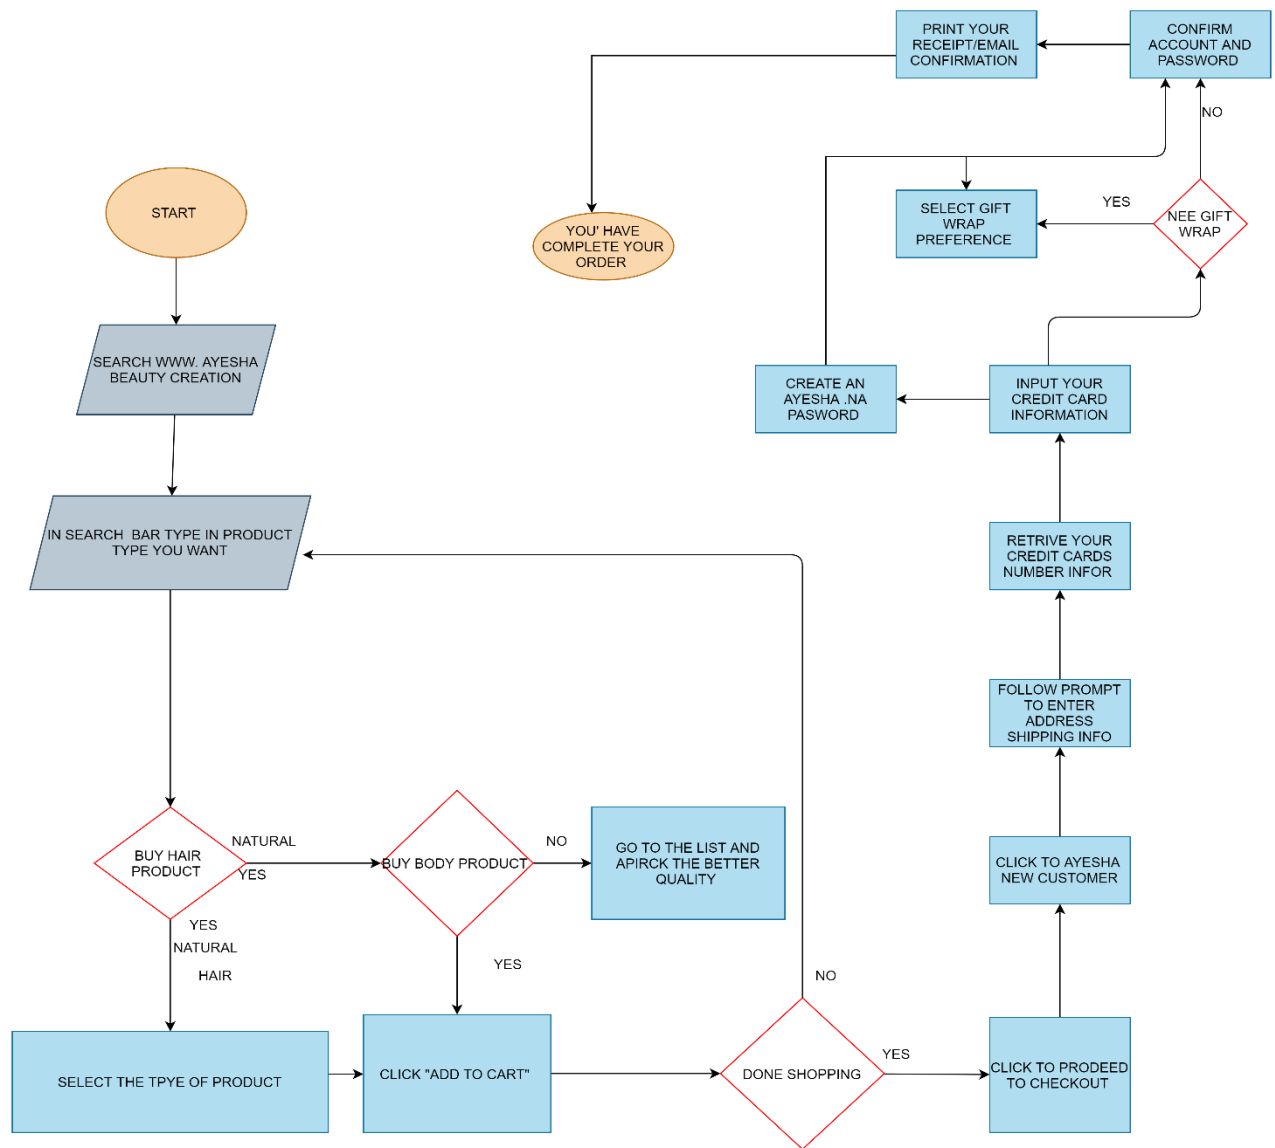 PRINT YOUR
RECEIPT/EMAIL
CONFIRMATION
CONFIRM
ACCOUNT AND
PASSWORD
NO
START
SELECT GIFT
WRAP
PREFERENCE
YES
NEE GIFT
WRAP
YOU' HAVE
COMPLETE YOUR
ORDER
SEARCH WWW. AYESHA
BEAUTY CREATION
CREATE AN
AYESHA .NA
PASWORD
INPUT YOUR
CREDIT CARD
INFORMATION
IN SEARCH BAR TYPE IN PRODUCT
TYPE YOU WANT
RETRIVE YOUR
CREDIT CARDS
NUMBER INFOR
FOLLOW PROMPT
TO ENTER
ADDRESS
SHIPPING INFO
BUY HAIR
PRODUCT
NATURAL
YES
BUY BODY PRODUCT
NO
GO TO THE LIST AND
APIRCK THE BETTER
QUALITY
CLICK TO AYESHA
NEW CUSTOMER
YES
NATURAL
HAIR
YES
NO
SELECT THE TPYE OF PRODUCT
CLICK "ADD TO CART"
DONE SHOPPING
YES
CLICK TO PRODEED
TO CHECKOUT